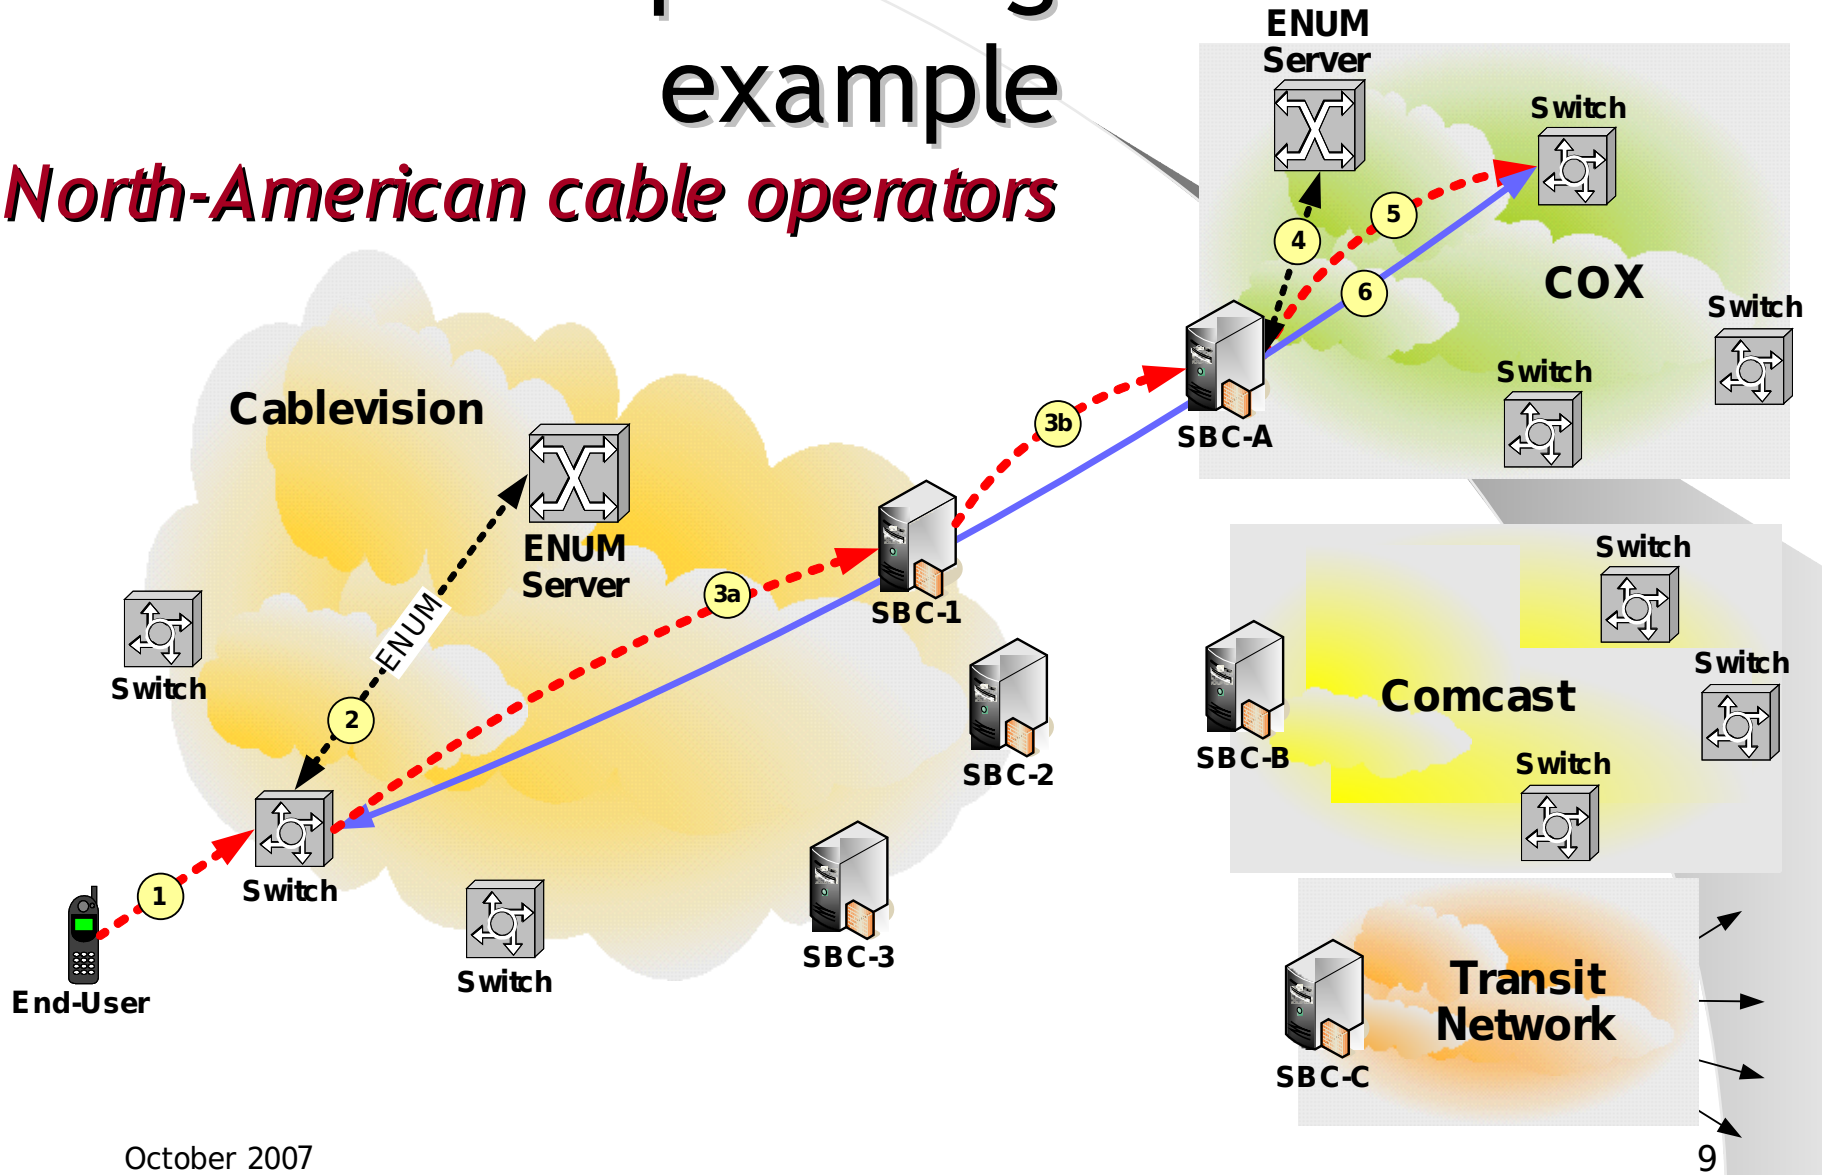 example
North-American cable operators
ENUM
Server
Switch
5
4
COX
6
Switch
Switch
SBC-A
3b
Cablevision
ENUM
Server
3a
SBC-1
ENUM
Switch
2
SBC-2
Switch
1
Switch
SBC-3
End-User
Switch
Switch
Switch
Comcast
SBC-B
Switch
Transit
Network
SBC-C
October 2007
9